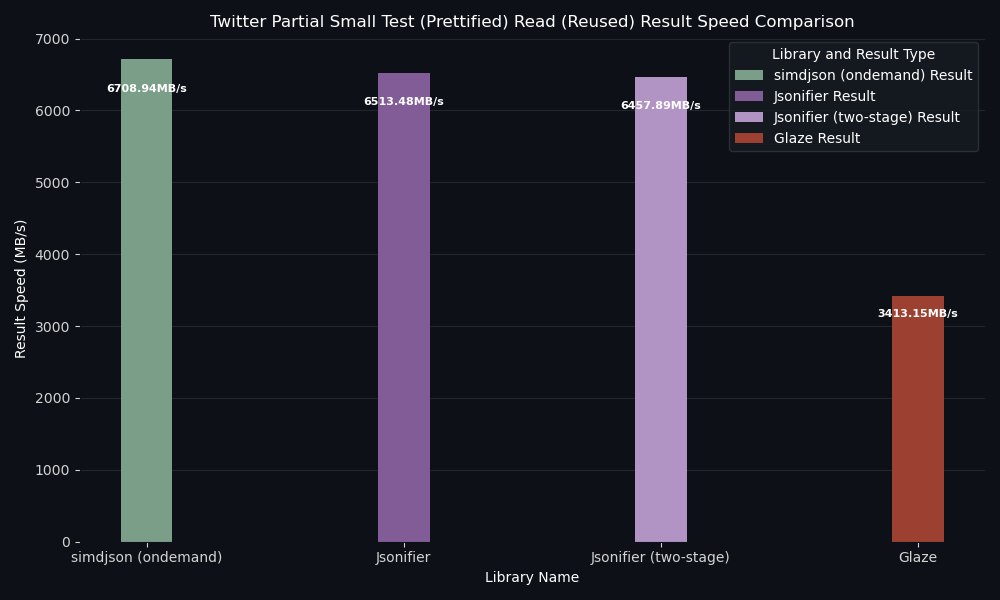 Twitter Partial Small Test (Prettified) Read (Reused) Result Speed Comparison
Library and Result Type
simdjson (ondemand) Result
Jsonifier Result
Jsonifier (two-stage) Result
Glaze Result
Result Speed (MB/s)
7000
6000
5000
4000
3000
2000
1000
0
6708.94MB/s
6513.48MB/s
6457.89MB/s
3413.15MB/s
simdjson (ondemand)
Jsonifier
Jsonifier (two-stage)
Glaze
Library Name